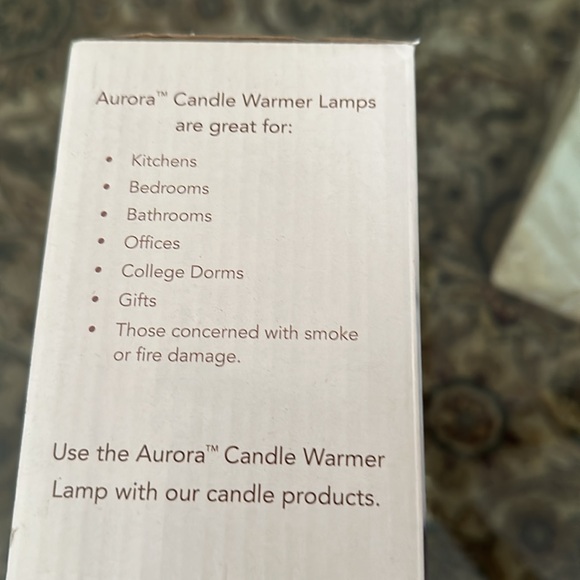 Aurora™ Candle Warmer Lamps
are great for:
• Kitchens
• Bedrooms
• Bathrooms
• Offices
• College Dorms
• Gifts
• Those concerned with smoke
or fire damage.
Use the Aurora™ Candle Warmer
Lamp with our candle products.